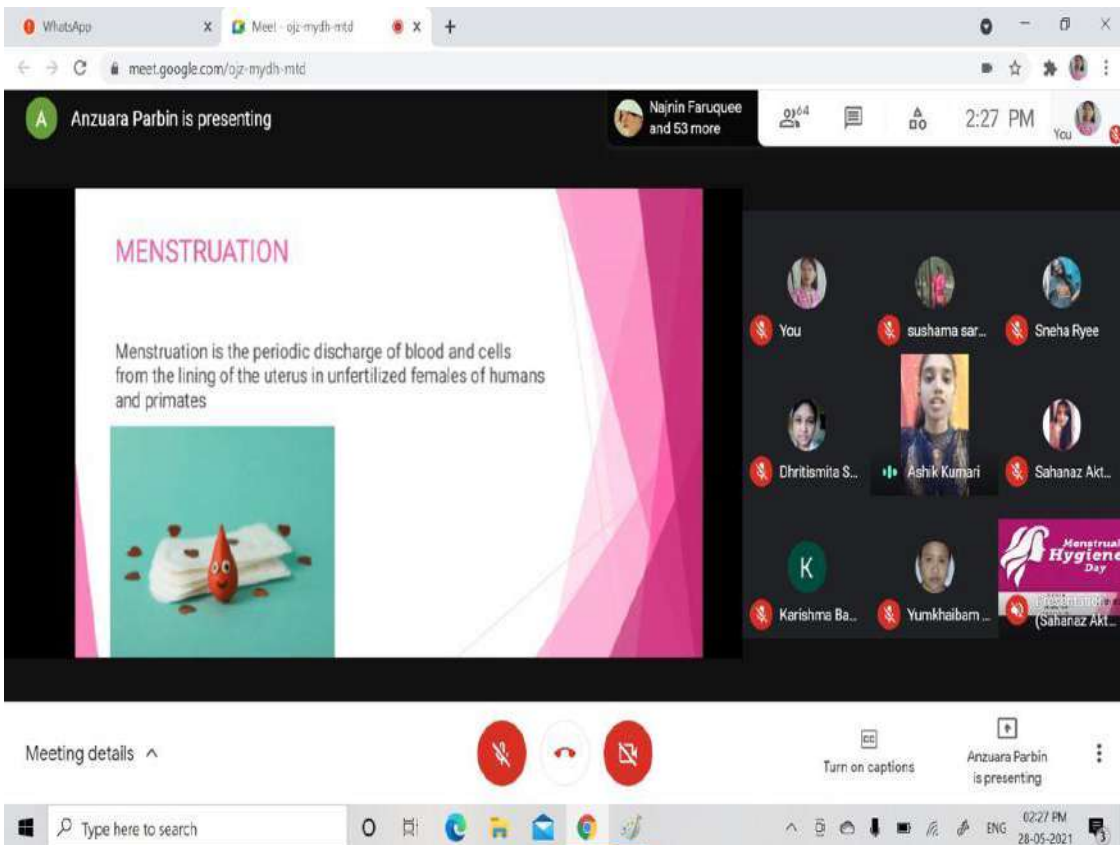 WhatsApp
Meet - ojz-mydh-mtd
meet.google.com/ojz-mydh-mtd
A
Anzuara Parbin is presenting
Najnin Faruquee
and 53 more
64
2:27 PM
You
MENSTRUATION
Menstruation is the periodic discharge of blood and cells
from the lining of the uterus in unfertilized females of humans
and primates
You
sushama sar...
Sneha Ryee
Dhritismita S...
Ashik Kumari
Sahanaz Akt...
K
Karishma Ba...
Yumkhaibam ...
Menstrual
Hygiene
Day
Presentation
(Sahanaz Akt...
Meeting details
CC
Turn on captions
Anzuara Parbin
is presenting
Type here to search
ENG
02:27 PM
28-05-2021
3